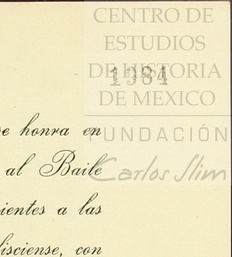 CENTRO DE
ESTUDIOS
DE HISTORIA
DE MEXICO
1984
FUNDACIÓN
Carlos Slim
se honra en
al Baile
ientes a las
lisciense, con